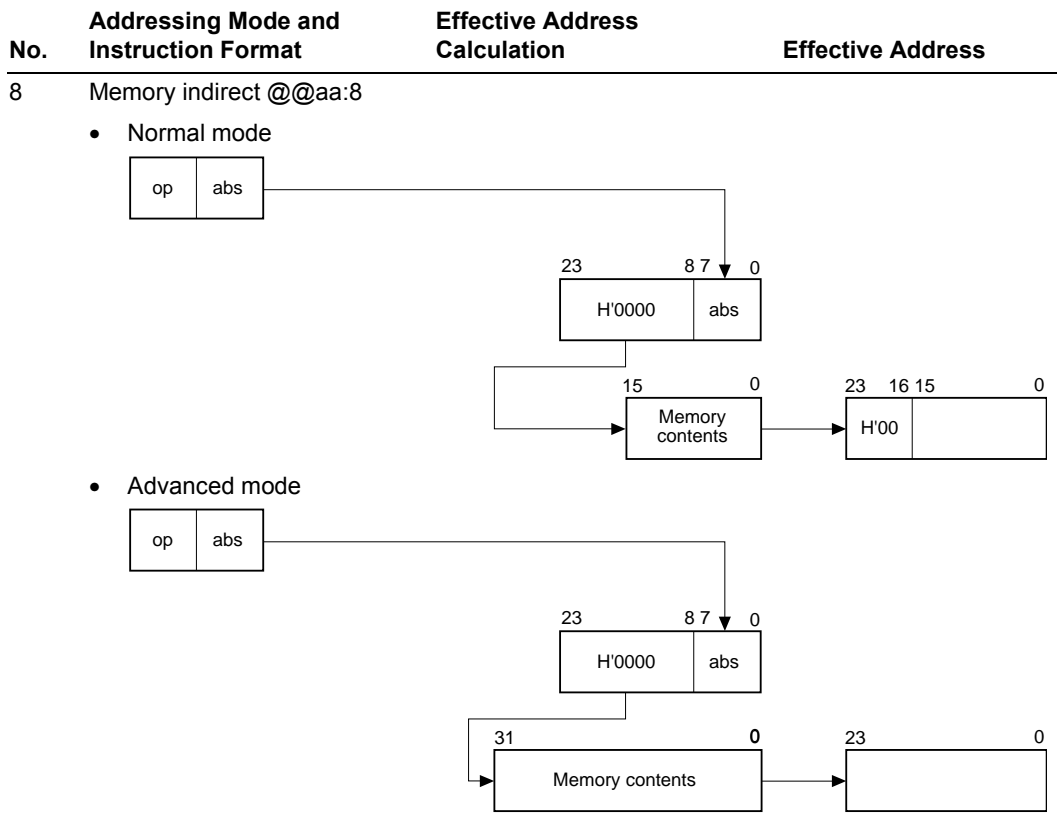 Addressing Mode and Effective Address
No. Instruction Format Calculation Effective Address
8 Memory indirect @@aa:8
• Normal mode
op abs
23 8 7 0
H'0000 abs
15 0 23 16 15 0
Memory
contents
H'00
• Advanced mode
op abs
23 8 7 0
H'0000 abs
31 0 23 0
Memory contents